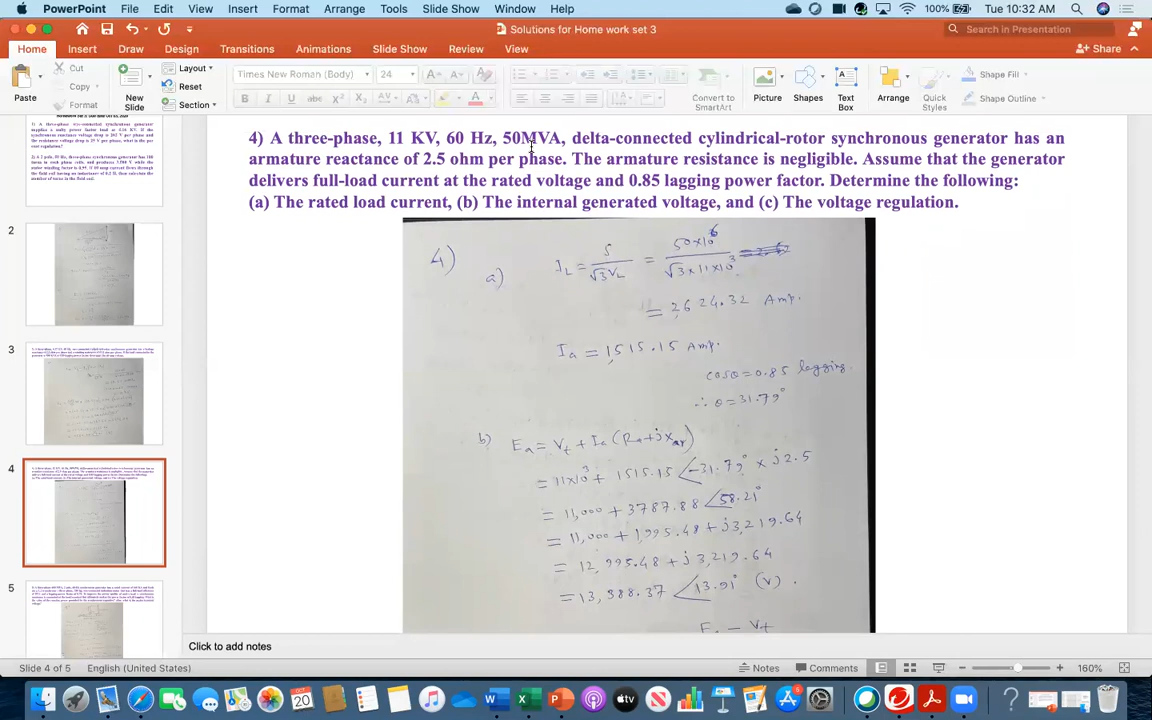 PowerPoint File Edit View Insert Format Arrange Tools Slide Show Window Help 100% Tue 10:32 AM
Solutions for Home work set 3 Search in Presentation
Home Insert Draw Design Transitions Animations Slide Show Review View Share
Paste Cut Copy Format New Slide Layout Reset Section Times New Roman (Body) 24 Convert to SmartArt Picture Shapes Text Box Arrange Quick Styles Shape Fill Shape Outline
4) A three-phase, 11 KV, 60 Hz, 50MVA, delta-connected cylindrical-rotor synchronous generator has an
armature reactance of 2.5 ohm per phase. The armature resistance is negligible. Assume that the generator
delivers full-load current at the rated voltage and 0.85 lagging power factor. Determine the following:
(a) The rated load current, (b) The internal generated voltage, and (c) The voltage regulation.
4)
a) I_L = S / √3 V_L = 50×10^6 / √3×11×10^3
= 2624.32 Amp.
Ia = 1515.15 Amp.
cosθ = 0.85 lagging
∴ θ = 31.79°
b) Ea = Vt + Ia (Ra + jXar)
= 11×10^3 + 1515.15 ∠-31.79° × j2.5
= 11,000 + 3787.88 ∠58.21°
= 11,000 + 1,995.48 + j3,219.64
= 12,995.48 + j3,219.64
= 13,388.37 ∠13.91° (V).
2
3
4
5
Click to add notes
Slide 4 of 5 English (United States) Notes Comments 160%
OCT 20